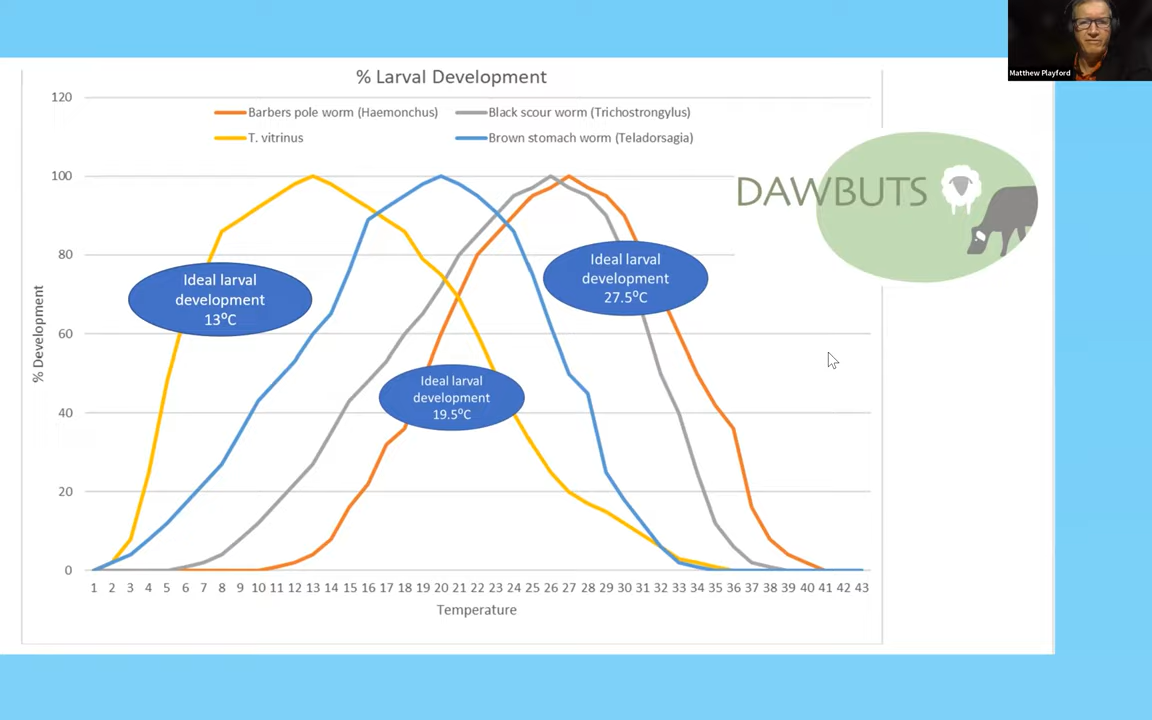 Matthew Playford
% Larval Development
120
Barbers pole worm (Haemonchus)
Black scour worm (Trichostrongylus)
T. vitrinus
Brown stomach worm (Teladorsagia)
100
80
60
40
20
0
% Development
Ideal larval
development
13⁰C
Ideal larval
development
19.5⁰C
Ideal larval
development
27.5⁰C
DAWBUTS
1 2 3 4 5 6 7 8 9 10 11 12 13 14 15 16 17 18 19 20 21 22 23 24 25 26 27 28 29 30 31 32 33 34 35 36 37 38 39 40 41 42 43
Temperature